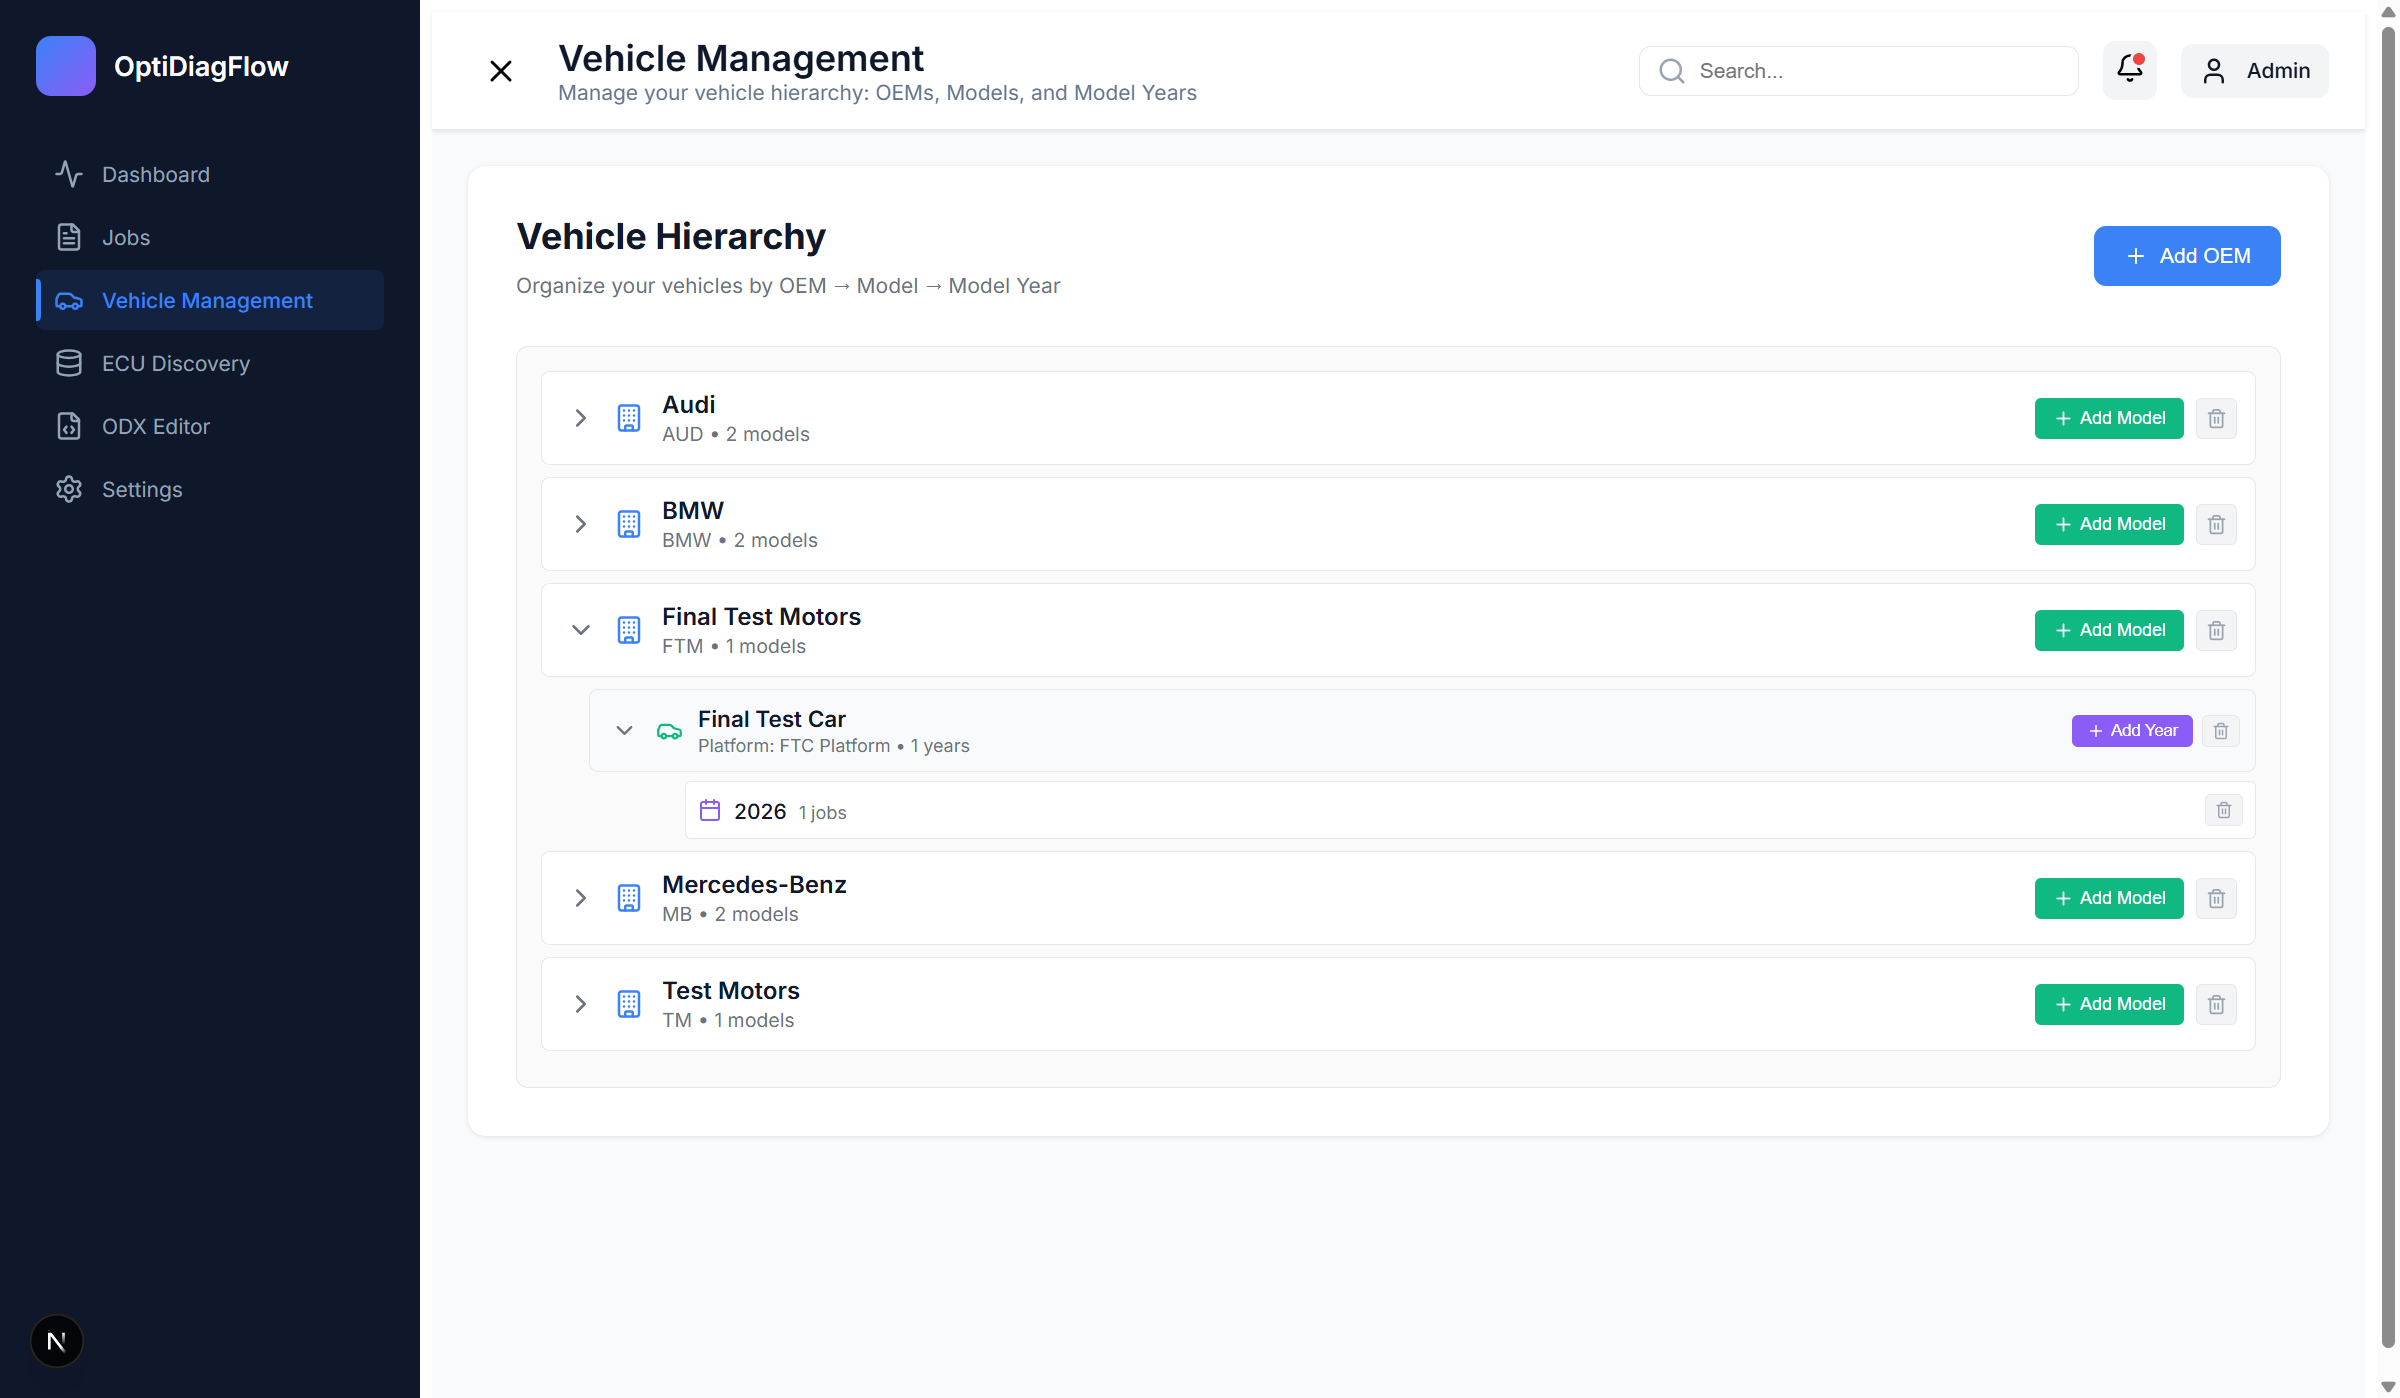 OptiDiagFlow
Dashboard
Jobs
Vehicle Management
ECU Discovery
ODX Editor
Settings
N
Vehicle Management
Manage your vehicle hierarchy: OEMs, Models, and Model Years
Search...
Admin
Vehicle Hierarchy
Organize your vehicles by OEM → Model → Model Year
+ Add OEM
Audi
AUD • 2 models
+ Add Model
BMW
BMW • 2 models
+ Add Model
Final Test Motors
FTM • 1 models
+ Add Model
Final Test Car
Platform: FTC Platform • 1 years
+ Add Year
2026 1 jobs
Mercedes-Benz
MB • 2 models
+ Add Model
Test Motors
TM • 1 models
+ Add Model